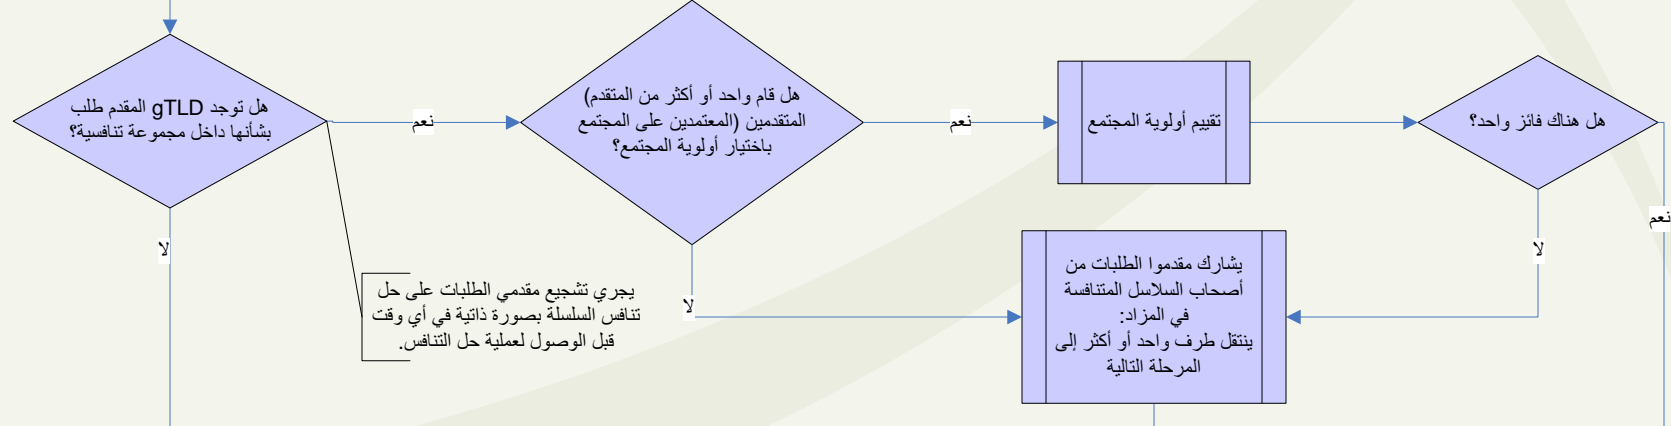 هل توجد gTLD المقدم طلب
بشأنها داخل مجموعة تنافسية؟
نعم
لا
يجري تشجيع مقدمي الطلبات على حل
تنافس السلسلة بصورة ذاتية في أي وقت
قبل الوصول لعملية حل التنافس.
هل قام واحد أو أكثر من المتقدم)
المتقدمين (المعتمدين على المجتمع
باختيار أولوية المجتمع؟
نعم
لا
تقييم أولوية المجتمع
هل هناك فائز واحد؟
نعم
لا
يشارك مقدموا الطلبات من
أصحاب السلاسل المتنافسة
في المزاد:
ينتقل طرف واحد أو أكثر إلى
المرحلة التالية